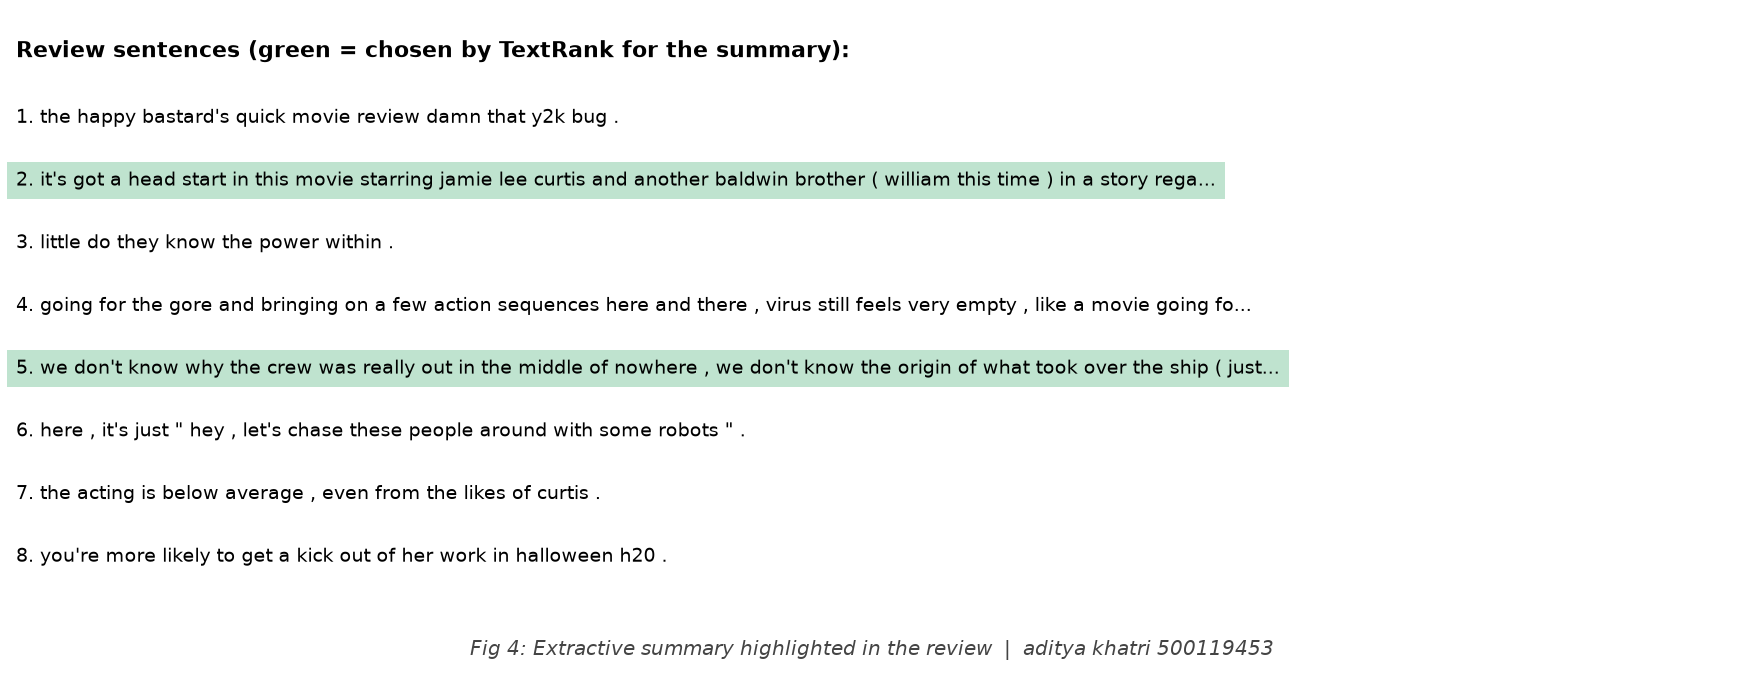 Review sentences (green = chosen by TextRank for the summary):
1. the happy bastard's quick movie review damn that y2k bug .
2. it's got a head start in this movie starring jamie lee curtis and another baldwin brother ( william this time ) in a story rega...
3. little do they know the power within .
4. going for the gore and bringing on a few action sequences here and there , virus still feels very empty , like a movie going fo...
5. we don't know why the crew was really out in the middle of nowhere , we don't know the origin of what took over the ship ( just...
6. here , it's just " hey , let's chase these people around with some robots " .
7. the acting is below average , even from the likes of curtis .
8. you're more likely to get a kick out of her work in halloween h20 .
Fig 4: Extractive summary highlighted in the review | aditya khatri 500119453